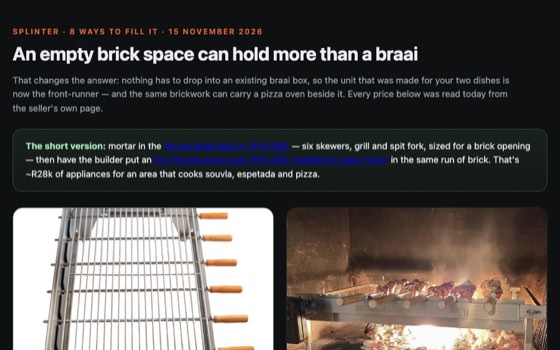 SPLINTER · 8 WAYS TO FILL IT · 15 NOVEMBER 2026
An empty brick space can hold more than a braai
That changes the answer: nothing has to drop into an existing braai box, so the unit that was made for your two dishes is
now the front-runner — and the same brickwork can carry a pizza oven beside it. Every price below was read today from
the seller's own page.
The short version: mortar in the — six skewers, grill and spit fork, sized for a brick opening
— then have the builder put an in the same run of brick. That's
~R28k of appliances for an area that cooks souvla, espetada and pizza.